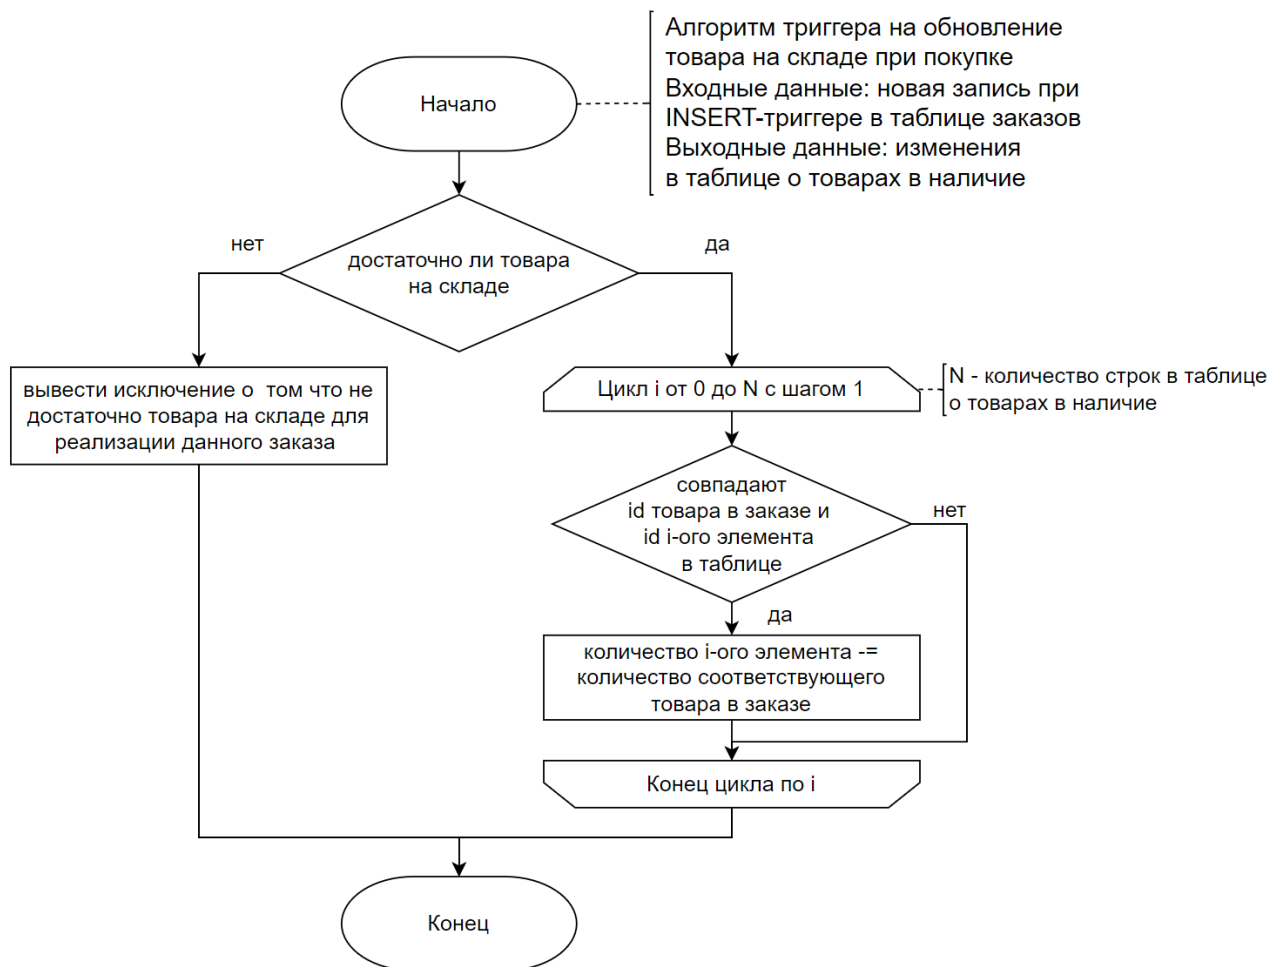 Алгоритм триггера на обновление
товара на складе при покупке
Входные данные: новая запись при
INSERT-триггере в таблице заказов
Выходные данные: изменения
в таблице о товарах в наличие
Начало
нет
да
достаточно ли товара
на складе
вывести исключение о том что не
достаточно товара на складе для
реализации данного заказа
Цикл i от 0 до N с шагом 1
N - количество строк в таблице
о товарах в наличие
совпадают
id товара в заказе и
id i-ого элемента
в таблице
нет
да
количество i-ого элемента -=
количество соответствующего
товара в заказе
Конец цикла по i
Конец